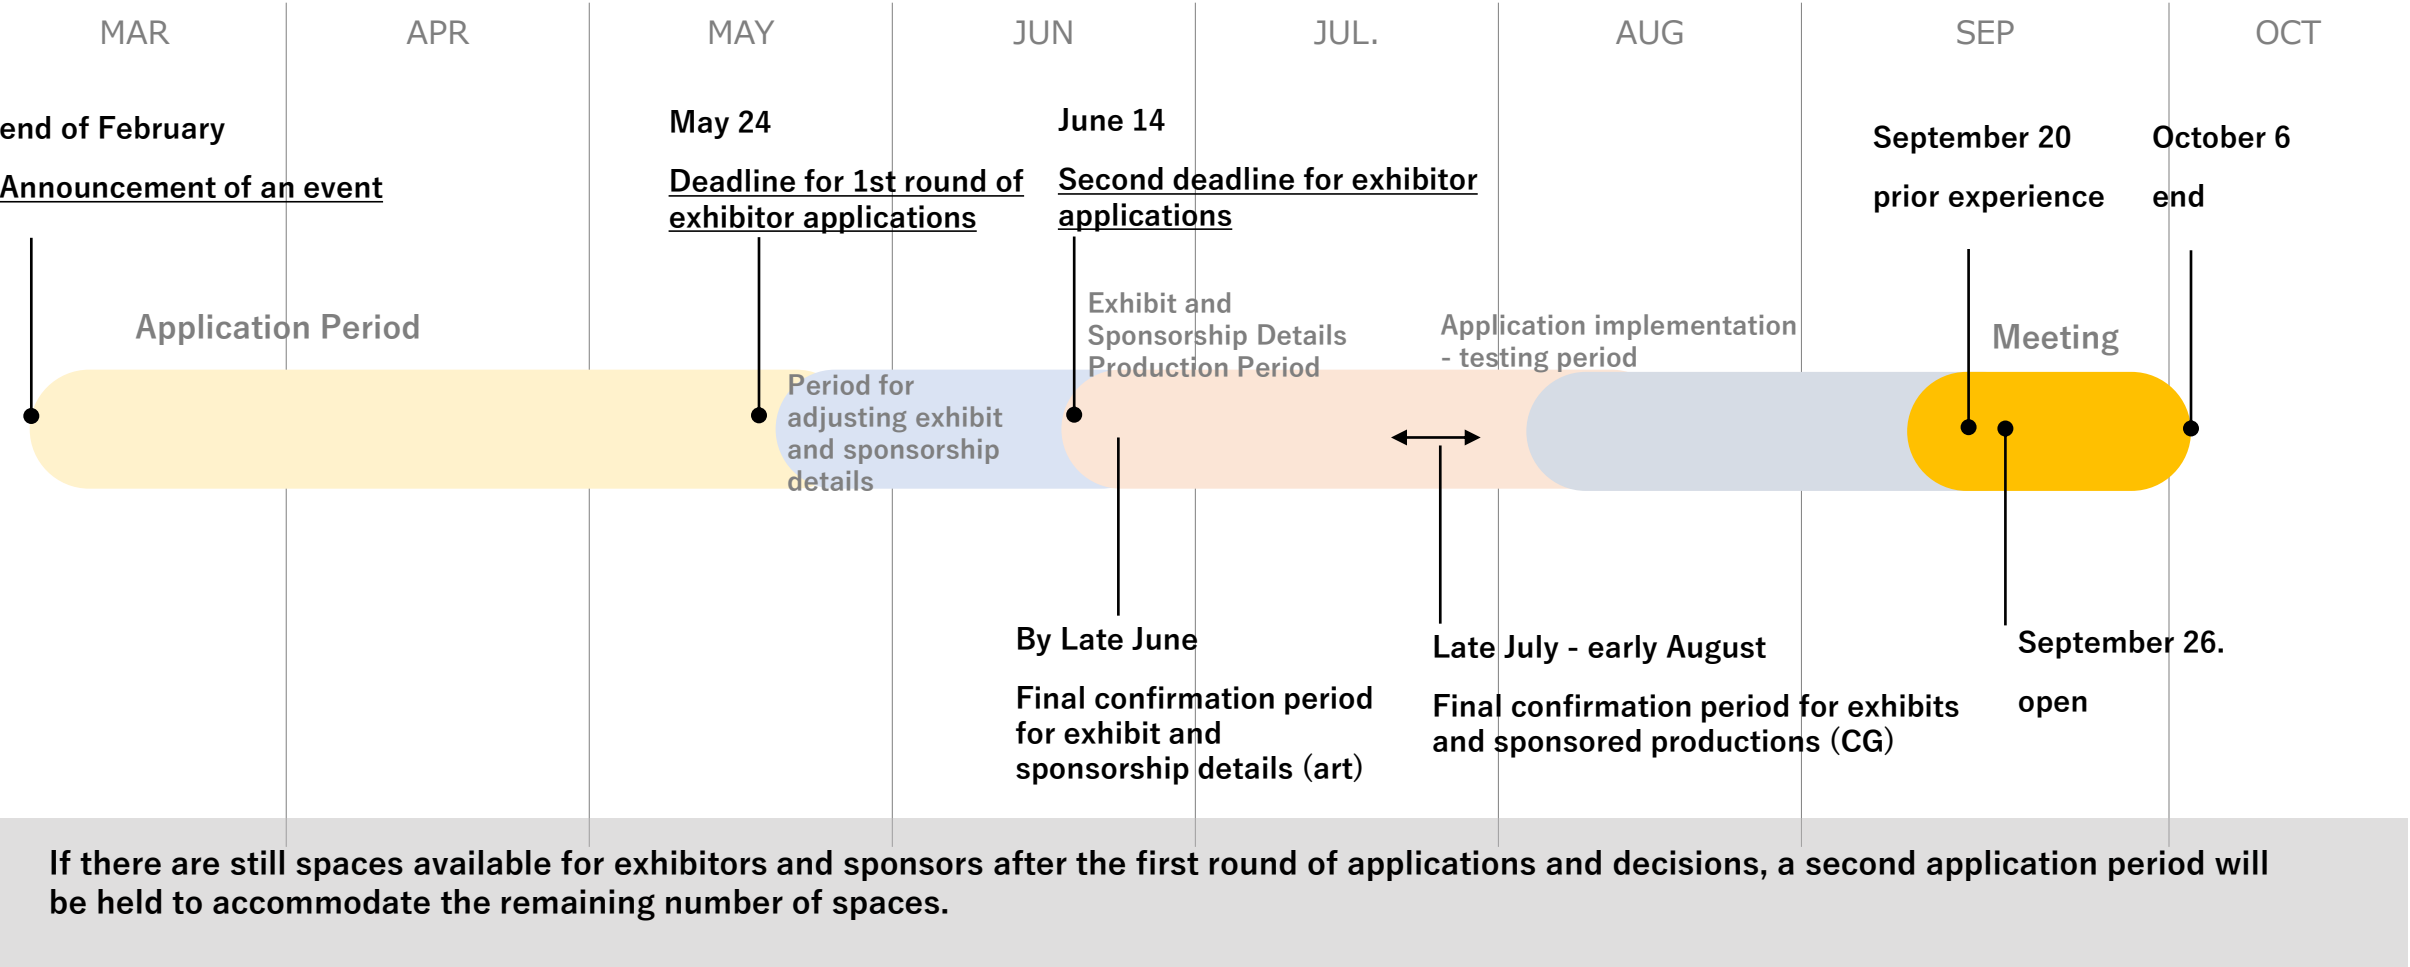 MAR
APR
MAY
JUN
JUL.
AUG
SEP
OCT
end of February
Announcement of an event
May 24
Deadline for 1st round of
exhibitor applications
June 14
Second deadline for exhibitor
applications
September 20
prior experience
October 6
end
Application Period
Period for
adjusting exhibit
and sponsorship
details
Exhibit and
Sponsorship Details
Production Period
Application implementation
- testing period
Meeting
By Late June
Final confirmation period
for exhibit and
sponsorship details (art)
Late July - early August
Final confirmation period for exhibits
and sponsored productions (CG)
September 26.
open
If there are still spaces available for exhibitors and sponsors after the first round of applications and decisions, a second application period will
be held to accommodate the remaining number of spaces.